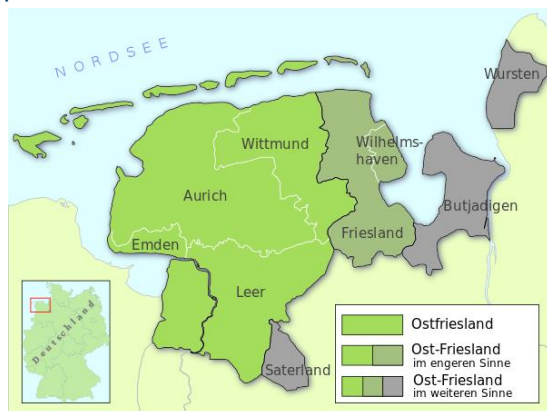 NORDSEE
Wursten
Wittmund
Wilhelms-
haven
Aurich
Butjadigen
Emden
Friesland
Leer
Saterland
Deutschland
Ostfriesland
Ost-Friesland
im engeren Sinne
Ost-Friesland
im weiteren Sinne